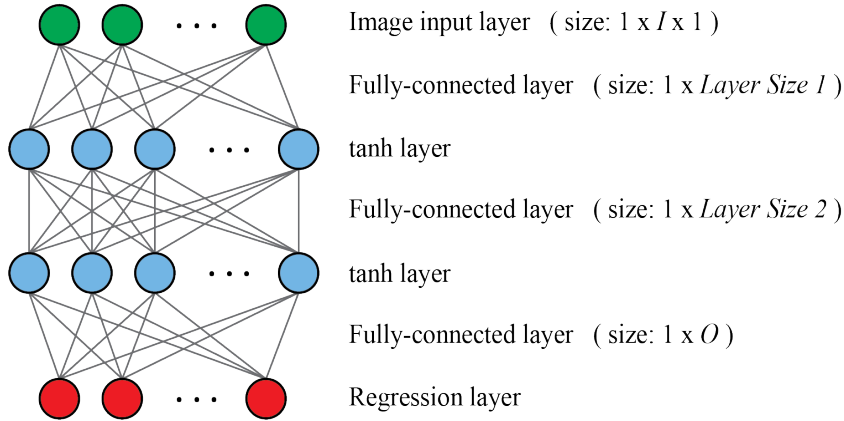 Image input layer ( size: 1 x I x 1 )
Fully-connected layer ( size: 1 x Layer Size 1 )
tanh layer
Fully-connected layer ( size: 1 x Layer Size 2 )
tanh layer
Fully-connected layer ( size: 1 x O )
Regression layer